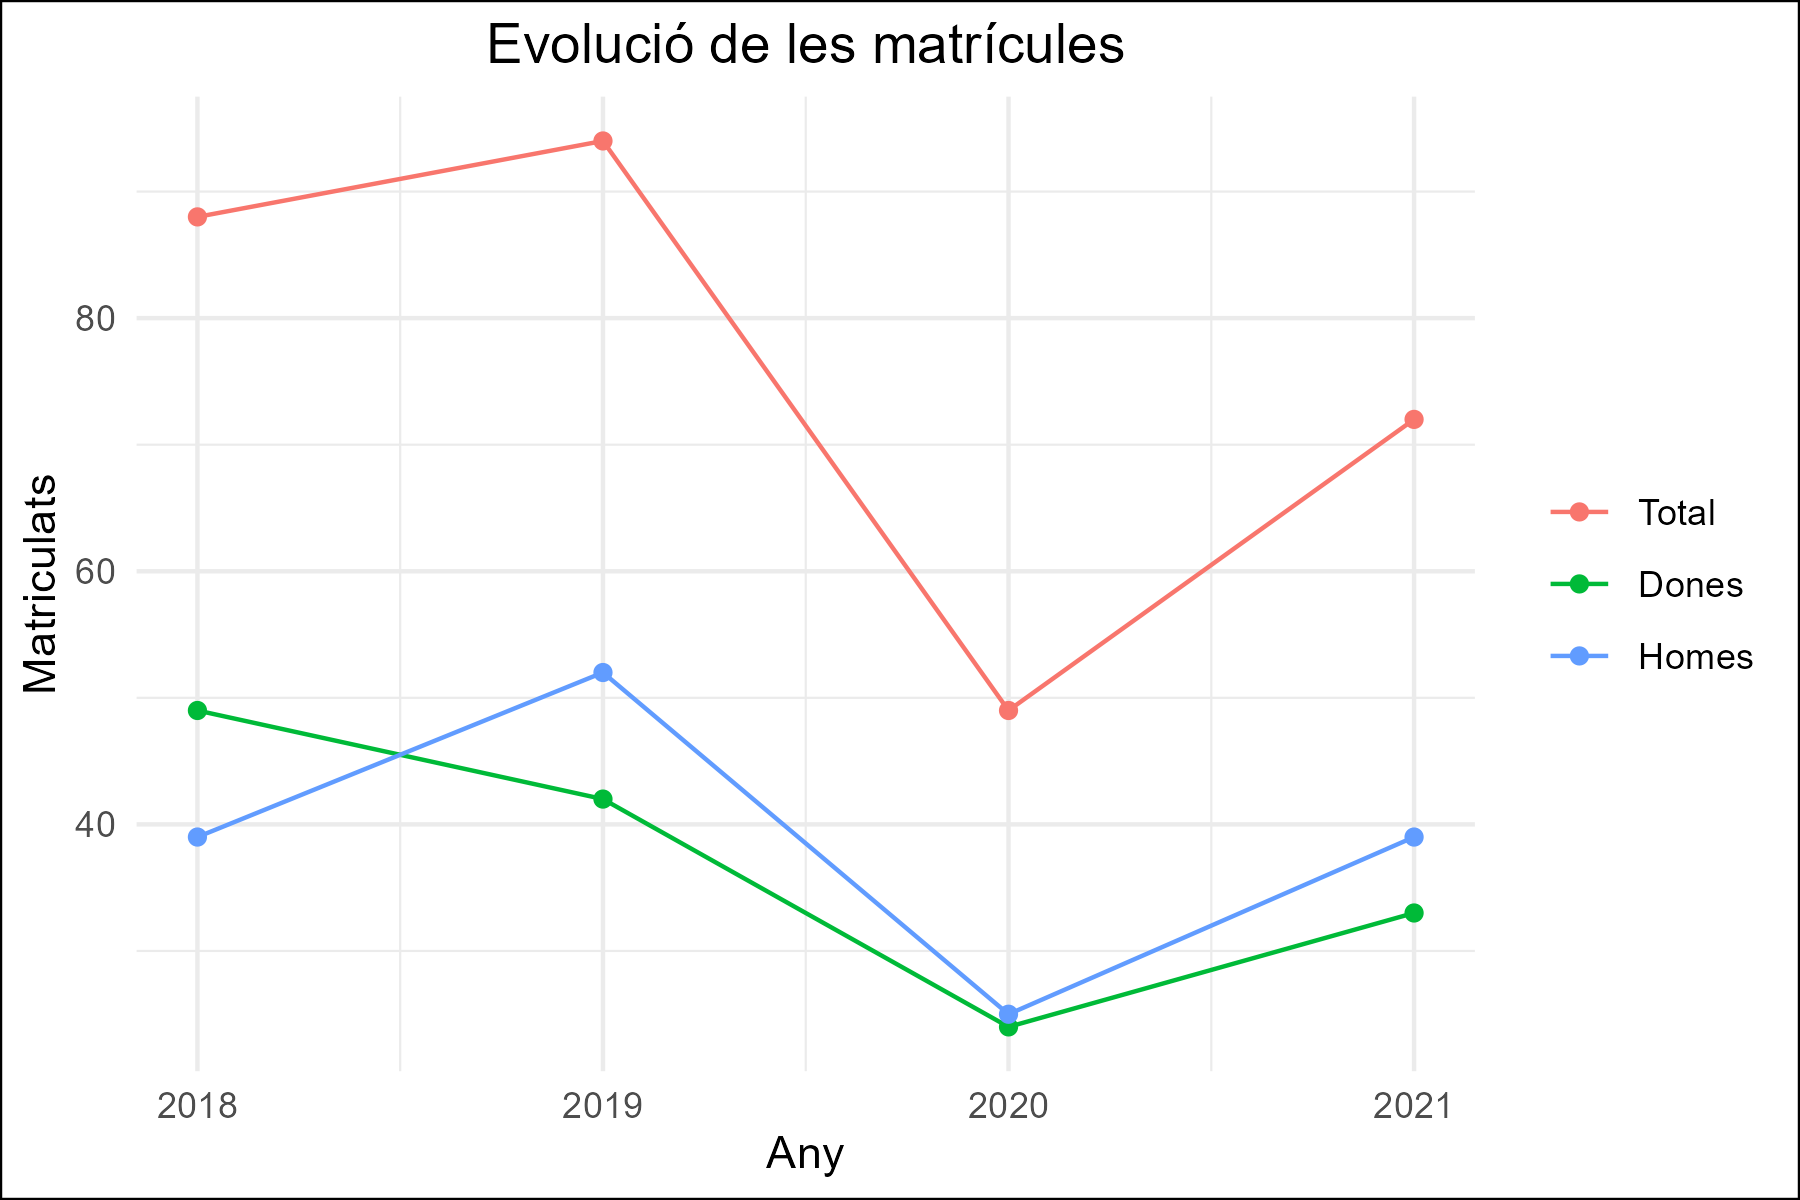 Evolució de les matrícules
Matriculats
80
60
40
2018
2019
2020
2021
Any
Total
Dones
Homes